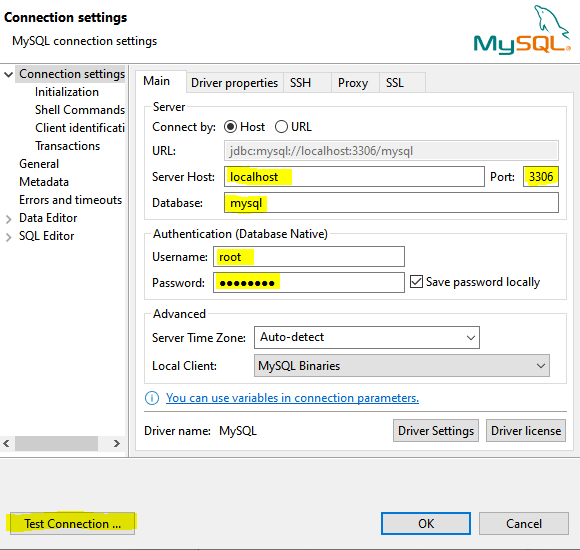 Connection settings
MySQL connection settings
MySQL
Connection settings
Initialization
Shell Commands
Client identificati
Transactions
General
Metadata
Errors and timeouts
Data Editor
SQL Editor
Main Driver properties SSH Proxy SSL
Server
Connect by: Host URL
URL: jdbc:mysql://localhost:3306/mysql
Server Host: localhost Port: 3306
Database: mysql
Authentication (Database Native)
Username: root
Password: ●●●●●●●● Save password locally
Advanced
Server Time Zone: Auto-detect
Local Client: MySQL Binaries
You can use variables in connection parameters.
Driver name: MySQL Driver Settings Driver license
Test Connection ... OK Cancel